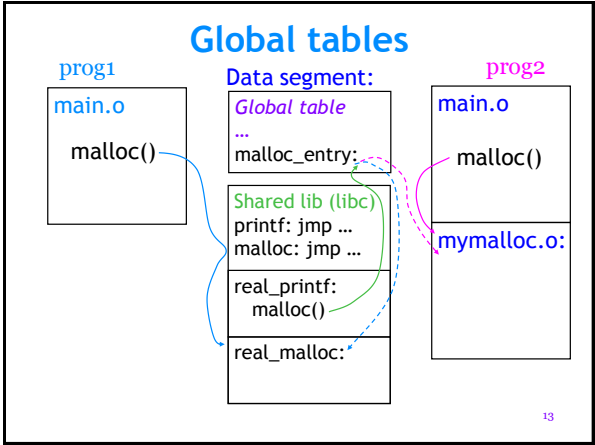 Global tables
prog1
main.o
malloc()
Data segment:
Global table
…
malloc_entry:
Shared lib (libc)
printf: jmp …
malloc: jmp …
real_printf:
malloc()
real_malloc:
prog2
main.o
malloc()
mymalloc.o:
13